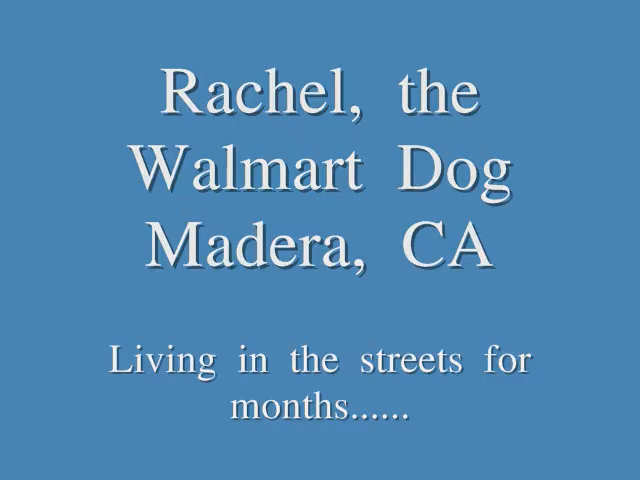 Rachel, the
Walmart Dog
Madera, CA
Living in the streets for
months......